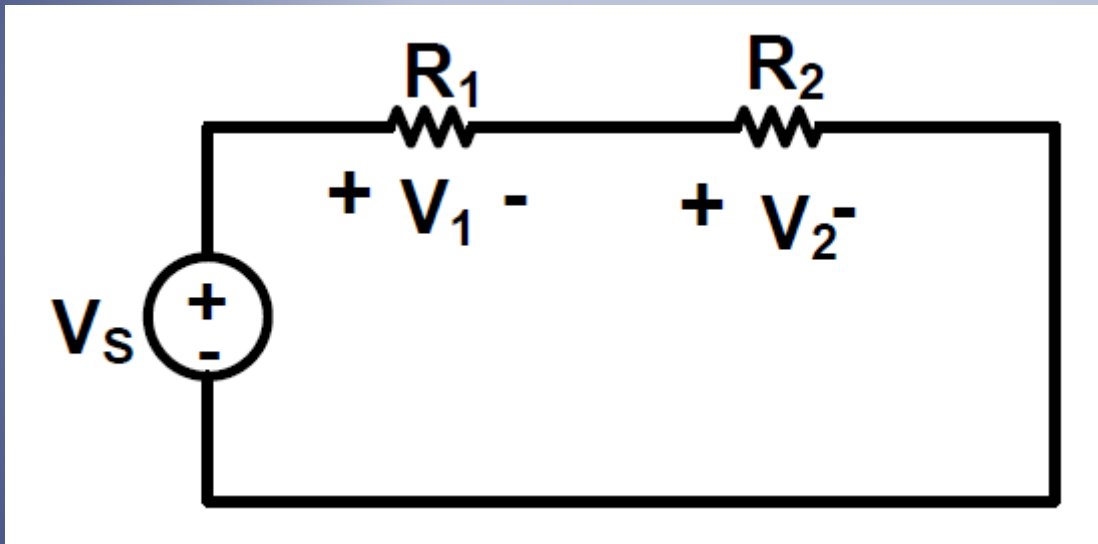 R₁ R₂
+ V₁ - + V₂ -
Vₛ + -